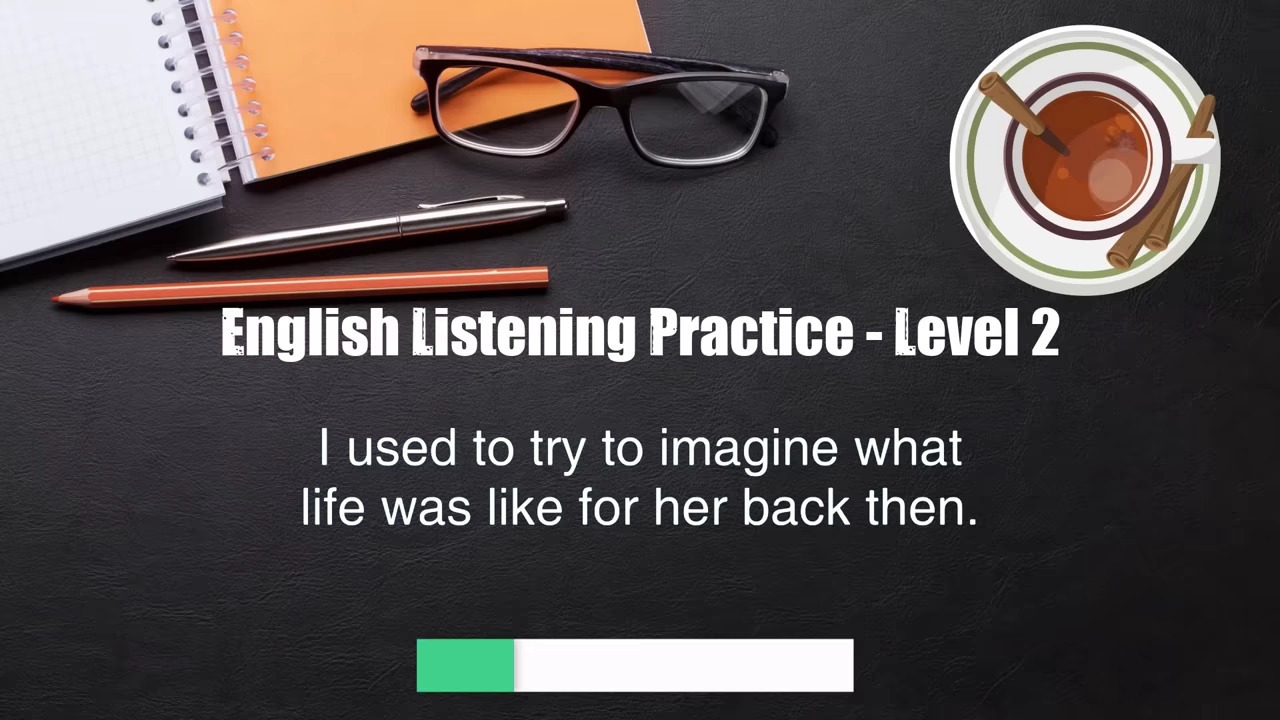 English Listening Practice - Level 2
I used to try to imagine what
life was like for her back then.